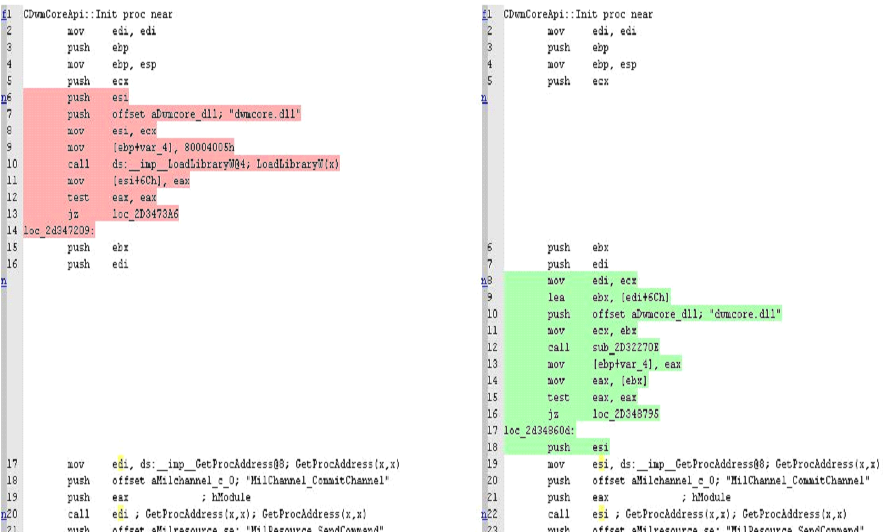 f1 CDwmCoreApi::Init proc near
2 mov edi, edi
3 push ebp
4 mov ebp, esp
5 push ecx
n6 push esi
7 push offset aDwmcore_dll; "dwmcore.dll"
8 mov esi, ecx
9 mov [ebp+var_4], 80004005h
10 call ds:__imp__LoadLibraryW@4; LoadLibraryW(x)
11 mov [esi+6Ch], eax
12 test eax, eax
13 jz loc_2D3473A6
14 loc_2d347209:
15 push ebx
16 push edi
n
17 mov edi, ds:__imp__GetProcAddress@8; GetProcAddress(x,x)
18 push offset aMilchannel_c_0; "MilChannel_CommitChannel"
19 push eax ; hModule
n20 call edi ; GetProcAddress(x,x); GetProcAddress(x,x)
21 push offset aMilresource_se; "MilResource_SendCommand"
f1 CDwmCoreApi::Init proc near
2 mov edi, edi
3 push ebp
4 mov ebp, esp
5 push ecx
n
6 push ebx
7 push edi
n8 mov edi, ecx
9 lea ebx, [edi+6Ch]
10 push offset aDwmcore_dll; "dwmcore.dll"
11 mov ecx, ebx
12 call sub_2D32270E
13 mov [ebp+var_4], eax
14 mov eax, [ebx]
15 test eax, eax
16 jz loc_2D348795
17 loc_2d34860d:
18 push esi
19 mov esi, ds:__imp__GetProcAddress@8; GetProcAddress(x,x)
20 push offset aMilchannel_c_0; "MilChannel_CommitChannel"
21 push eax ; hModule
n22 call esi ; GetProcAddress(x,x); GetProcAddress(x,x)
23 push offset aMilresource_se; "MilResource_SendCommand"